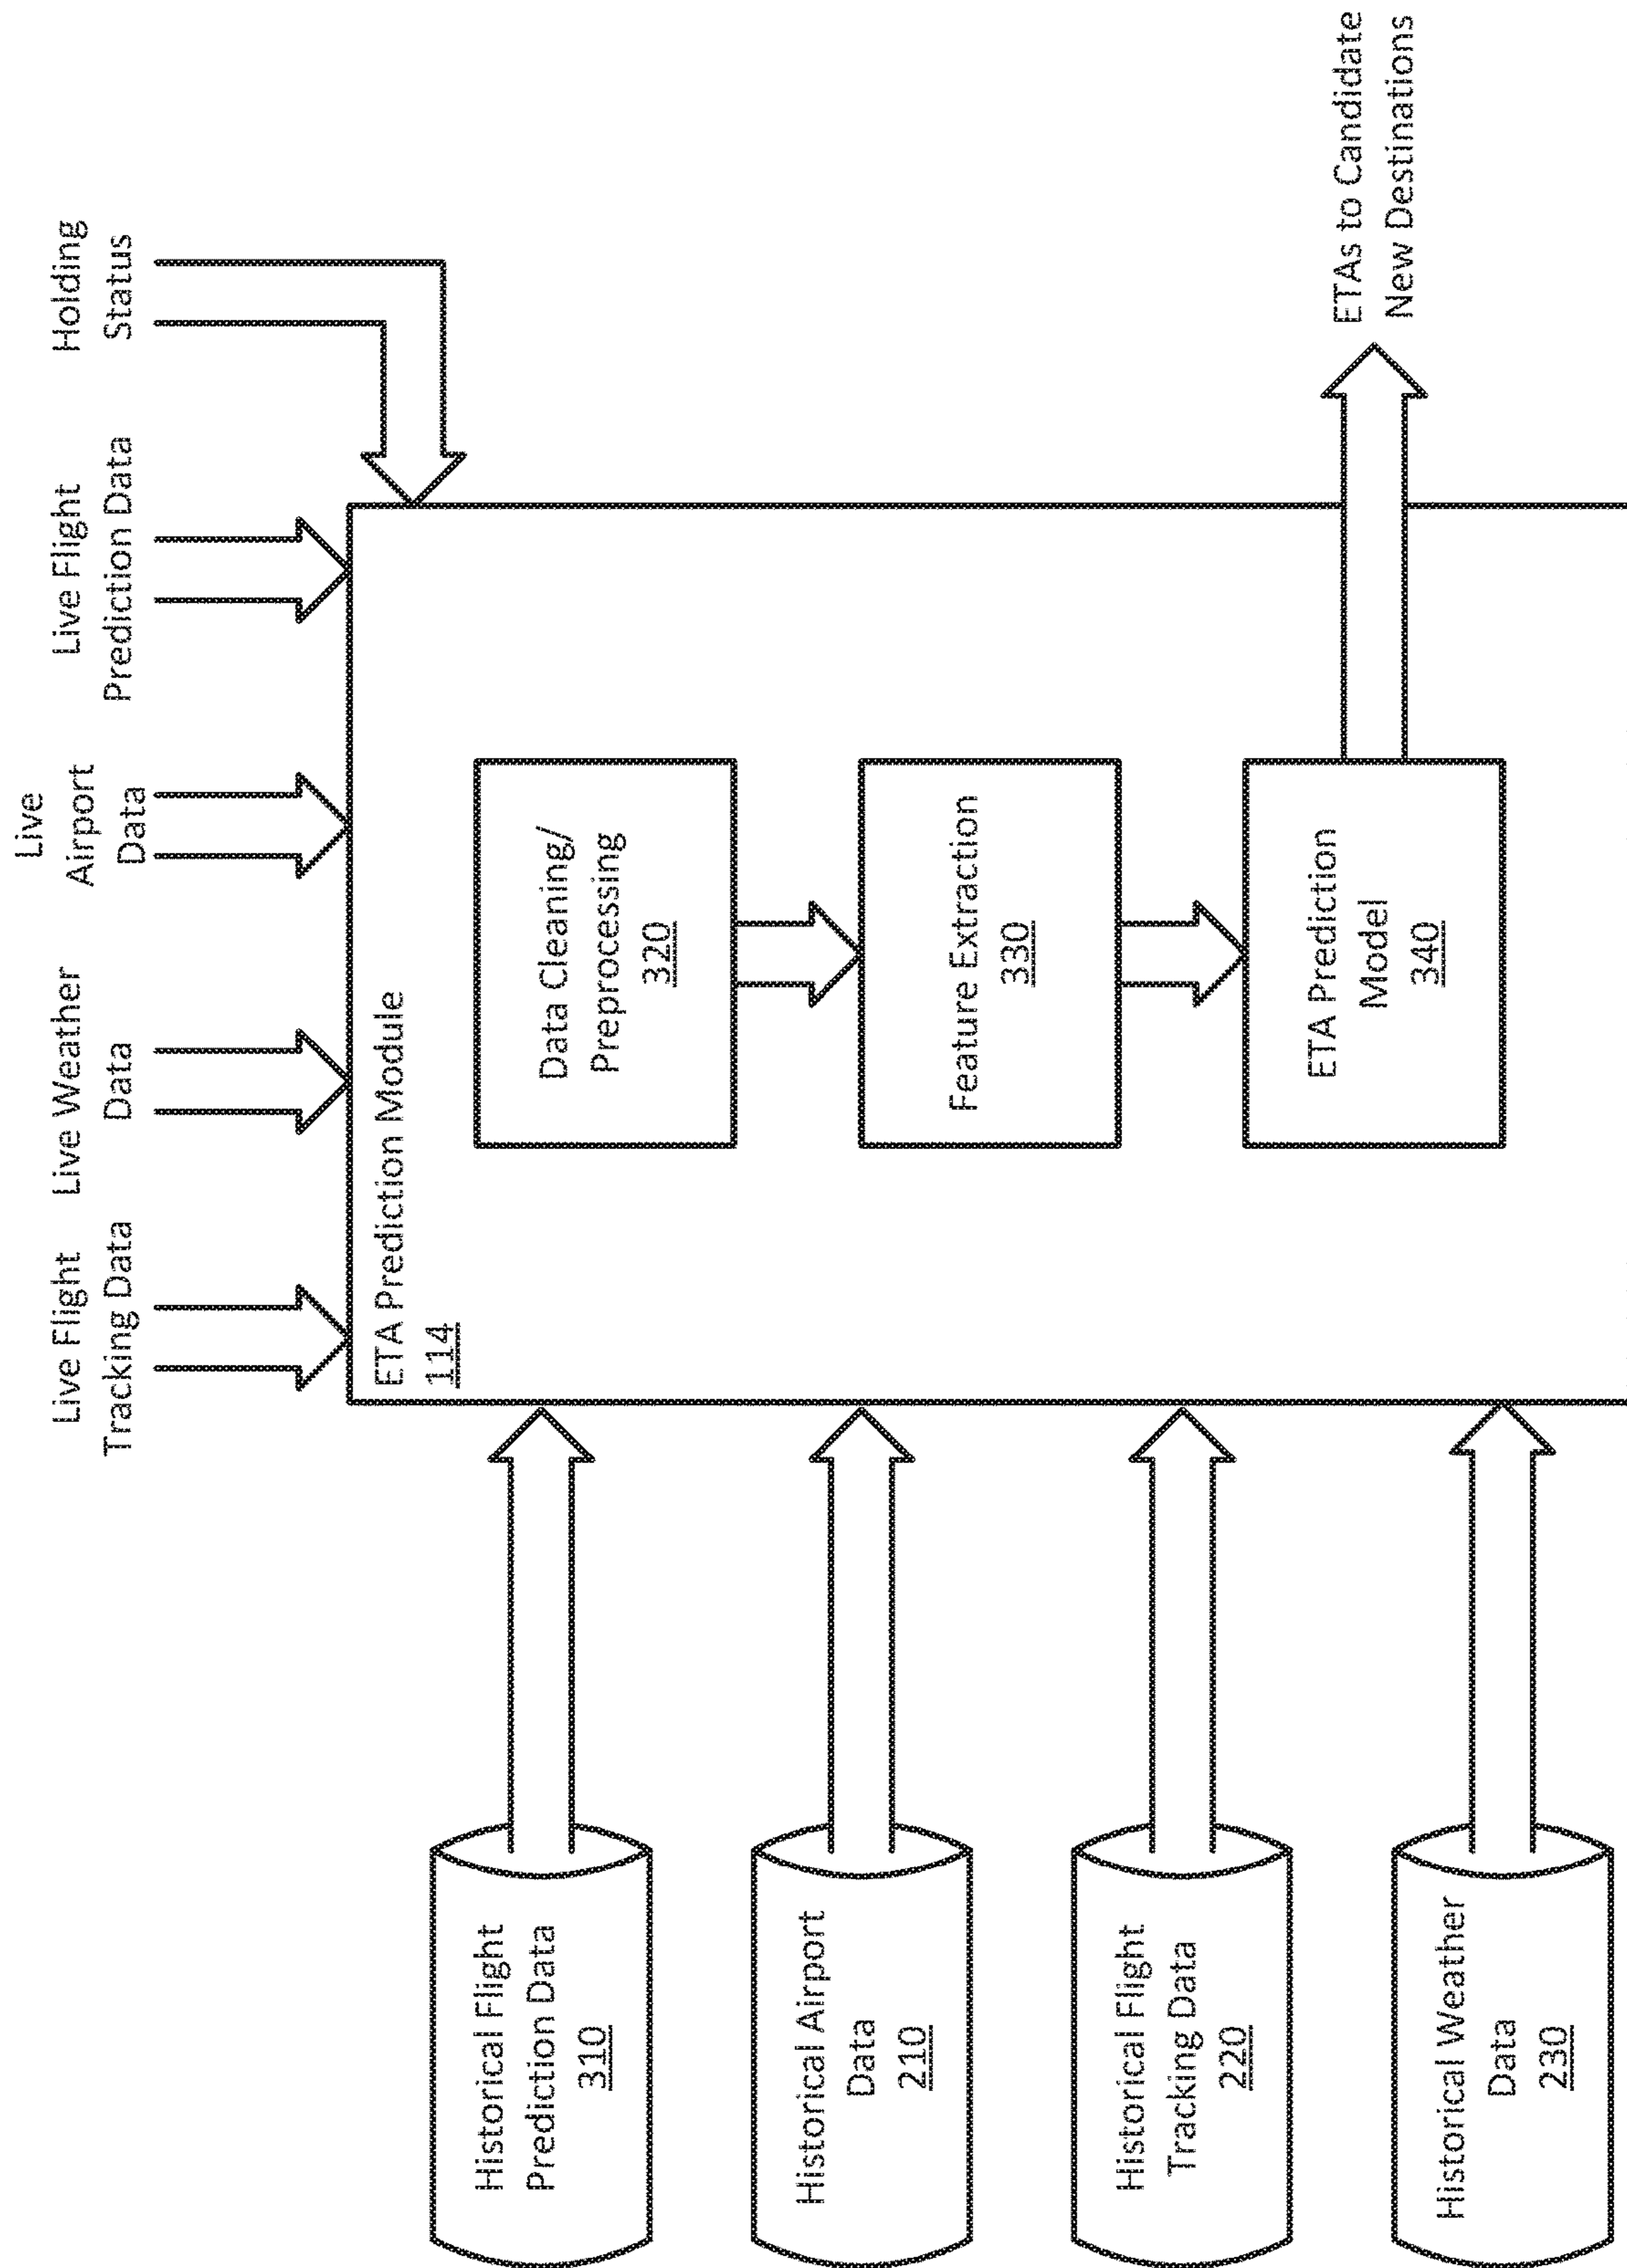 Live Flight
Tracking Data
Live Weather
Data
Live
Airport
Data
Live Flight
Prediction Data
Holding
Status
ETA Prediction Module
114
Historical Flight
Prediction Data
310
Historical Airport
Data
210
Historical Flight
Tracking Data
220
Historical Weather
Data
230
Data Cleaning/
Preprocessing
320
Feature Extraction
330
ETA Prediction
Model
340
ETAs to Candidate
New Destinations